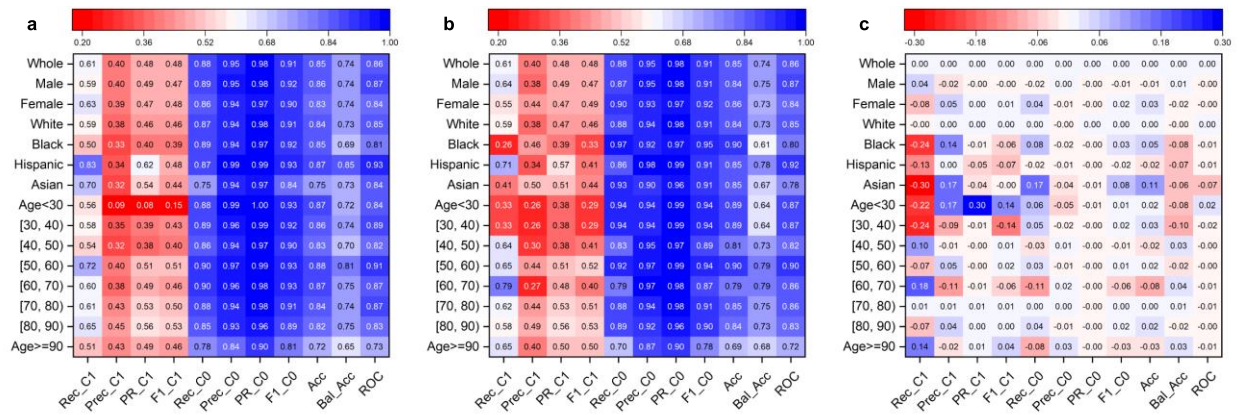 a
0.20 0.36 0.52 0.68 0.84 1.00
Whole 0.61 0.40 0.48 0.48 0.88 0.95 0.98 0.91 0.85 0.74 0.86
Male 0.59 0.40 0.49 0.47 0.90 0.95 0.98 0.92 0.86 0.74 0.87
Female 0.63 0.39 0.47 0.48 0.86 0.94 0.97 0.90 0.83 0.74 0.84
White 0.59 0.38 0.46 0.46 0.87 0.94 0.98 0.91 0.84 0.73 0.85
Black 0.50 0.33 0.40 0.39 0.89 0.94 0.97 0.92 0.85 0.69 0.81
Hispanic 0.83 0.34 0.62 0.48 0.87 0.99 0.99 0.93 0.87 0.85 0.93
Asian 0.70 0.32 0.54 0.44 0.75 0.94 0.97 0.84 0.75 0.73 0.84
Age<30 0.56 0.09 0.08 0.15 0.88 0.99 1.00 0.93 0.87 0.72 0.84
[30, 40) 0.58 0.35 0.39 0.43 0.89 0.96 0.98 0.92 0.86 0.74 0.89
[40, 50) 0.54 0.32 0.38 0.40 0.86 0.94 0.97 0.90 0.83 0.70 0.82
[50, 60) 0.72 0.40 0.51 0.51 0.90 0.97 0.99 0.93 0.88 0.81 0.91
[60, 70) 0.60 0.38 0.49 0.46 0.90 0.96 0.98 0.93 0.87 0.75 0.87
[70, 80) 0.61 0.43 0.53 0.50 0.88 0.94 0.98 0.91 0.84 0.74 0.87
[80, 90) 0.65 0.45 0.56 0.53 0.85 0.93 0.96 0.89 0.82 0.75 0.83
Age>=90 0.51 0.43 0.49 0.46 0.78 0.84 0.90 0.81 0.72 0.65 0.73
Rec_C1 Prec_C1 PR_C1 F1_C1 Rec_C0 Prec_C0 PR_C0 F1_C0 Acc Bal_Acc ROC
b
0.20 0.36 0.52 0.68 0.84 1.00
Whole 0.61 0.40 0.48 0.48 0.88 0.95 0.98 0.91 0.85 0.74 0.86
Male 0.64 0.38 0.49 0.47 0.88 0.95 0.98 0.91 0.85 0.75 0.87
Female 0.55 0.44 0.47 0.49 0.90 0.93 0.97 0.92 0.86 0.73 0.84
White 0.59 0.38 0.46 0.46 0.87 0.94 0.98 0.91 0.84 0.73 0.85
Black 0.26 0.46 0.39 0.33 0.97 0.92 0.97 0.95 0.90 0.61 0.80
Hispanic 0.71 0.34 0.57 0.41 0.86 0.98 0.99 0.91 0.85 0.78 0.92
Asian 0.41 0.50 0.51 0.44 0.93 0.90 0.96 0.92 0.85 0.67 0.78
Age<30 0.33 0.26 0.38 0.29 0.94 0.94 0.99 0.94 0.90 0.64 0.87
[30, 40) 0.33 0.26 0.38 0.29 0.94 0.94 0.98 0.94 0.88 0.64 0.87
[40, 50) 0.64 0.30 0.38 0.41 0.83 0.95 0.97 0.89 0.81 0.73 0.82
[50, 60) 0.65 0.44 0.51 0.52 0.92 0.97 0.99 0.94 0.90 0.79 0.90
[60, 70) 0.79 0.27 0.48 0.40 0.79 0.97 0.98 0.87 0.79 0.79 0.86
[70, 80) 0.62 0.44 0.53 0.51 0.88 0.94 0.98 0.91 0.84 0.75 0.86
[80, 90) 0.58 0.49 0.56 0.53 0.89 0.92 0.96 0.90 0.84 0.73 0.83
Age>=90 0.65 0.40 0.50 0.50 0.70 0.87 0.90 0.78 0.69 0.68 0.72
Rec_C1 Prec_C1 PR_C1 F1_C1 Rec_C0 Prec_C0 PR_C0 F1_C0 Acc Bal_Acc ROC
c
-0.30 -0.18 -0.06 0.06 0.18 0.30
Whole 0.00 0.00 0.00 0.00 0.00 0.00 0.00 0.00 0.00 0.00 0.00
Male 0.04 -0.02 -0.00 -0.00 -0.02 0.00 -0.00 -0.01 -0.01 0.01 -0.00
Female -0.08 0.05 0.00 0.01 0.04 -0.01 -0.00 0.02 0.03 -0.02 -0.00
White -0.00 0.00 0.00 0.00 0.00 -0.00 -0.00 0.00 0.00 -0.00 0.00
Black -0.24 0.14 -0.01 -0.06 0.08 -0.02 -0.00 0.03 0.05 -0.08 -0.01
Hispanic -0.13 0.00 -0.05 -0.07 -0.02 -0.01 -0.00 -0.01 -0.02 -0.07 -0.01
Asian -0.30 0.17 -0.04 -0.00 0.17 -0.04 -0.01 0.08 0.11 -0.06 -0.07
Age<30 -0.22 0.17 0.30 0.14 0.06 -0.05 -0.00 0.01 0.03 -0.08 0.02
[30, 40) -0.24 -0.09 -0.01 -0.14 0.05 -0.02 -0.00 0.01 0.02 -0.10 -0.02
[40, 50) 0.10 -0.01 -0.00 0.01 -0.03 0.01 -0.00 -0.01 -0.02 0.03 -0.00
[50, 60) -0.07 0.05 -0.00 0.02 0.03 -0.01 -0.00 0.01 0.02 -0.02 -0.00
[60, 70) 0.18 -0.11 -0.01 -0.06 -0.11 0.02 -0.00 -0.06 -0.08 0.04 -0.01
[70, 80) 0.01 0.01 0.00 0.01 0.00 0.00 -0.00 0.00 0.00 0.01 -0.01
[80, 90) -0.07 0.04 0.00 -0.00 0.04 -0.01 -0.00 0.02 0.02 -0.01 -0.00
Age>=90 0.14 -0.02 0.01 0.04 -0.08 0.03 -0.00 -0.03 -0.03 0.03 -0.01
Rec_C1 Prec_C1 PR_C1 F1_C1 Rec_C0 Prec_C0 PR_C0 F1_C0 Acc Bal_Acc ROC